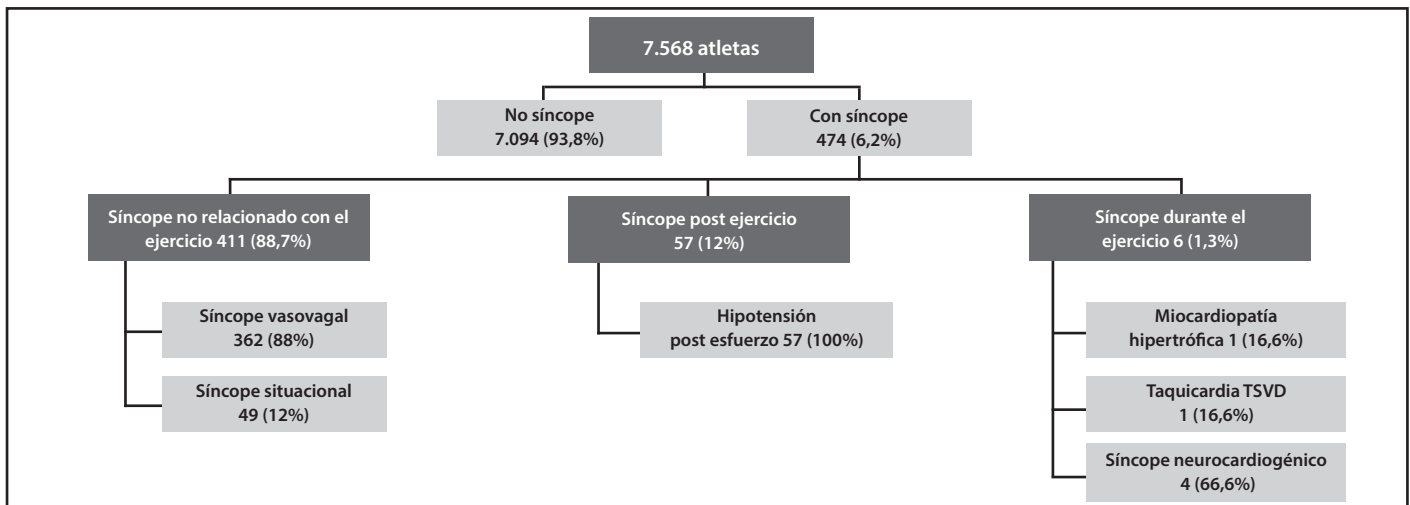 7.568 atletas
No síncope
7.094 (93,8%)
Con síncope
474 (6,2%)
Síncope no relacionado con el
ejercicio 411 (88,7%)
Síncope post ejercicio
57 (12%)
Síncope durante el
ejercicio 6 (1,3%)
Síncope vasovagal
362 (88%)
Síncope situacional
49 (12%)
Hipotensión
post esfuerzo 57 (100%)
Miocardiopatía
hipertrófica 1 (16,6%)
Taquicardia TSVD
1 (16,6%)
Síncope neurocardiogénico
4 (66,6%)